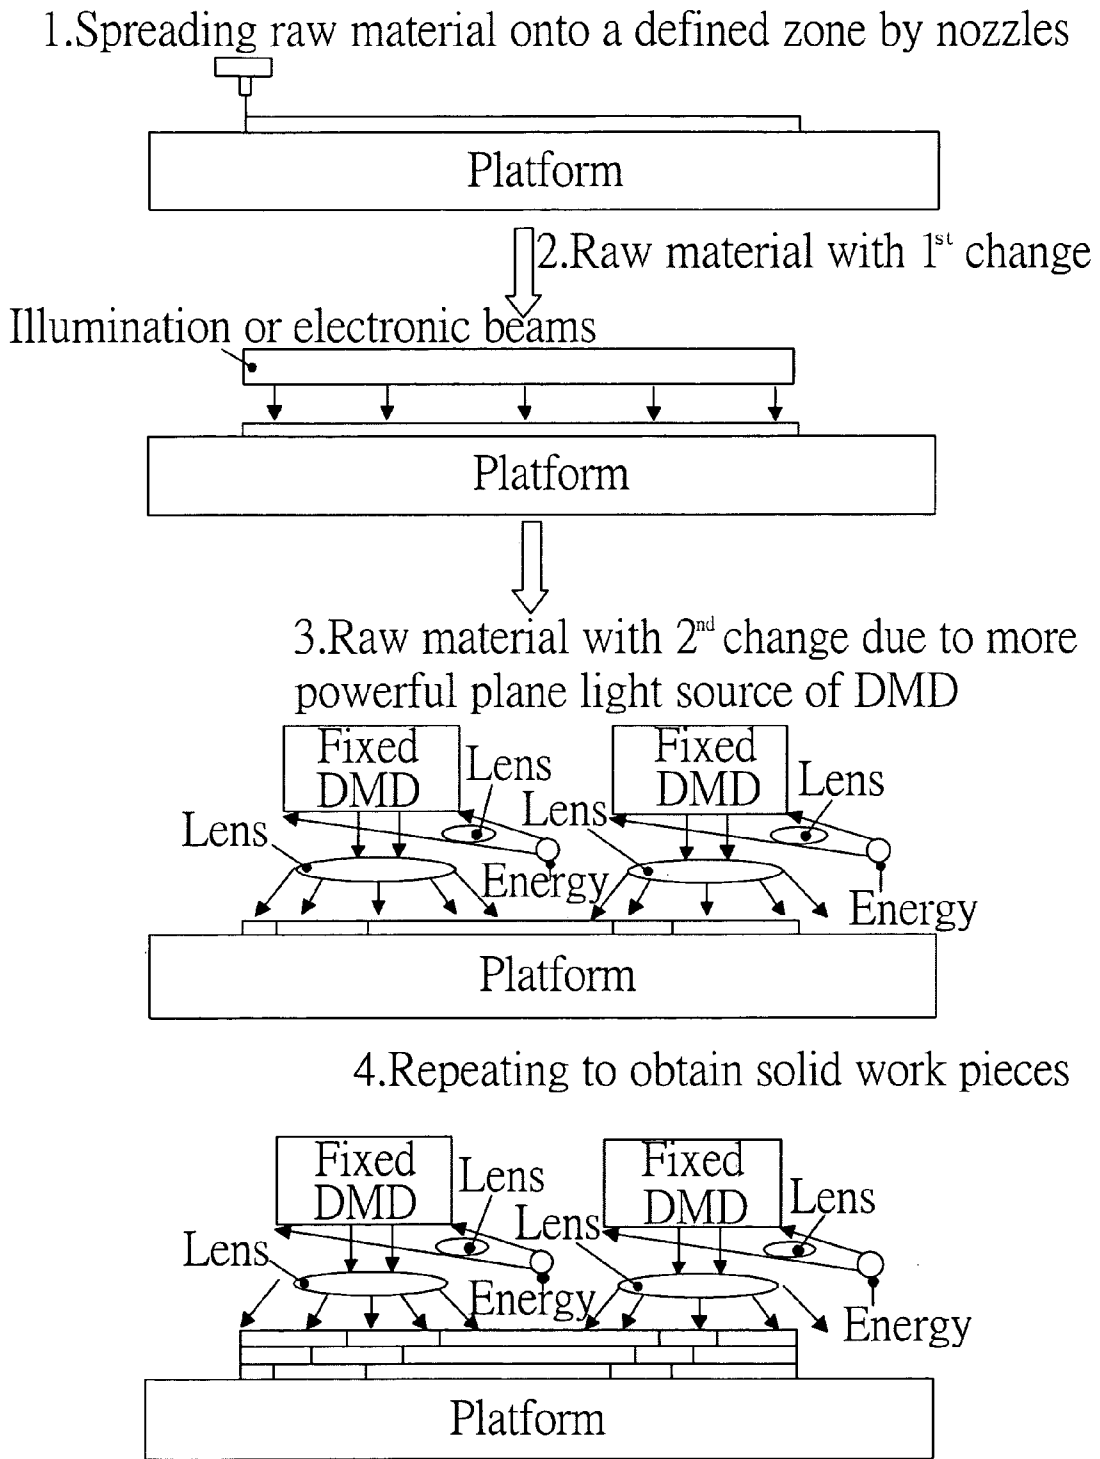 1.Spreading raw material onto a defined zone by nozzles
Platform
2.Raw material with 1st change
Illumination or electronic beams
Platform
3.Raw material with 2nd change due to more
powerful plane light source of DMD
Fixed
DMD
Lens
Lens
Energy
Fixed
DMD
Lens
Lens
Energy
Platform
4.Repeating to obtain solid work pieces
Fixed
DMD
Lens
Lens
Energy
Fixed
DMD
Lens
Lens
Energy
Platform